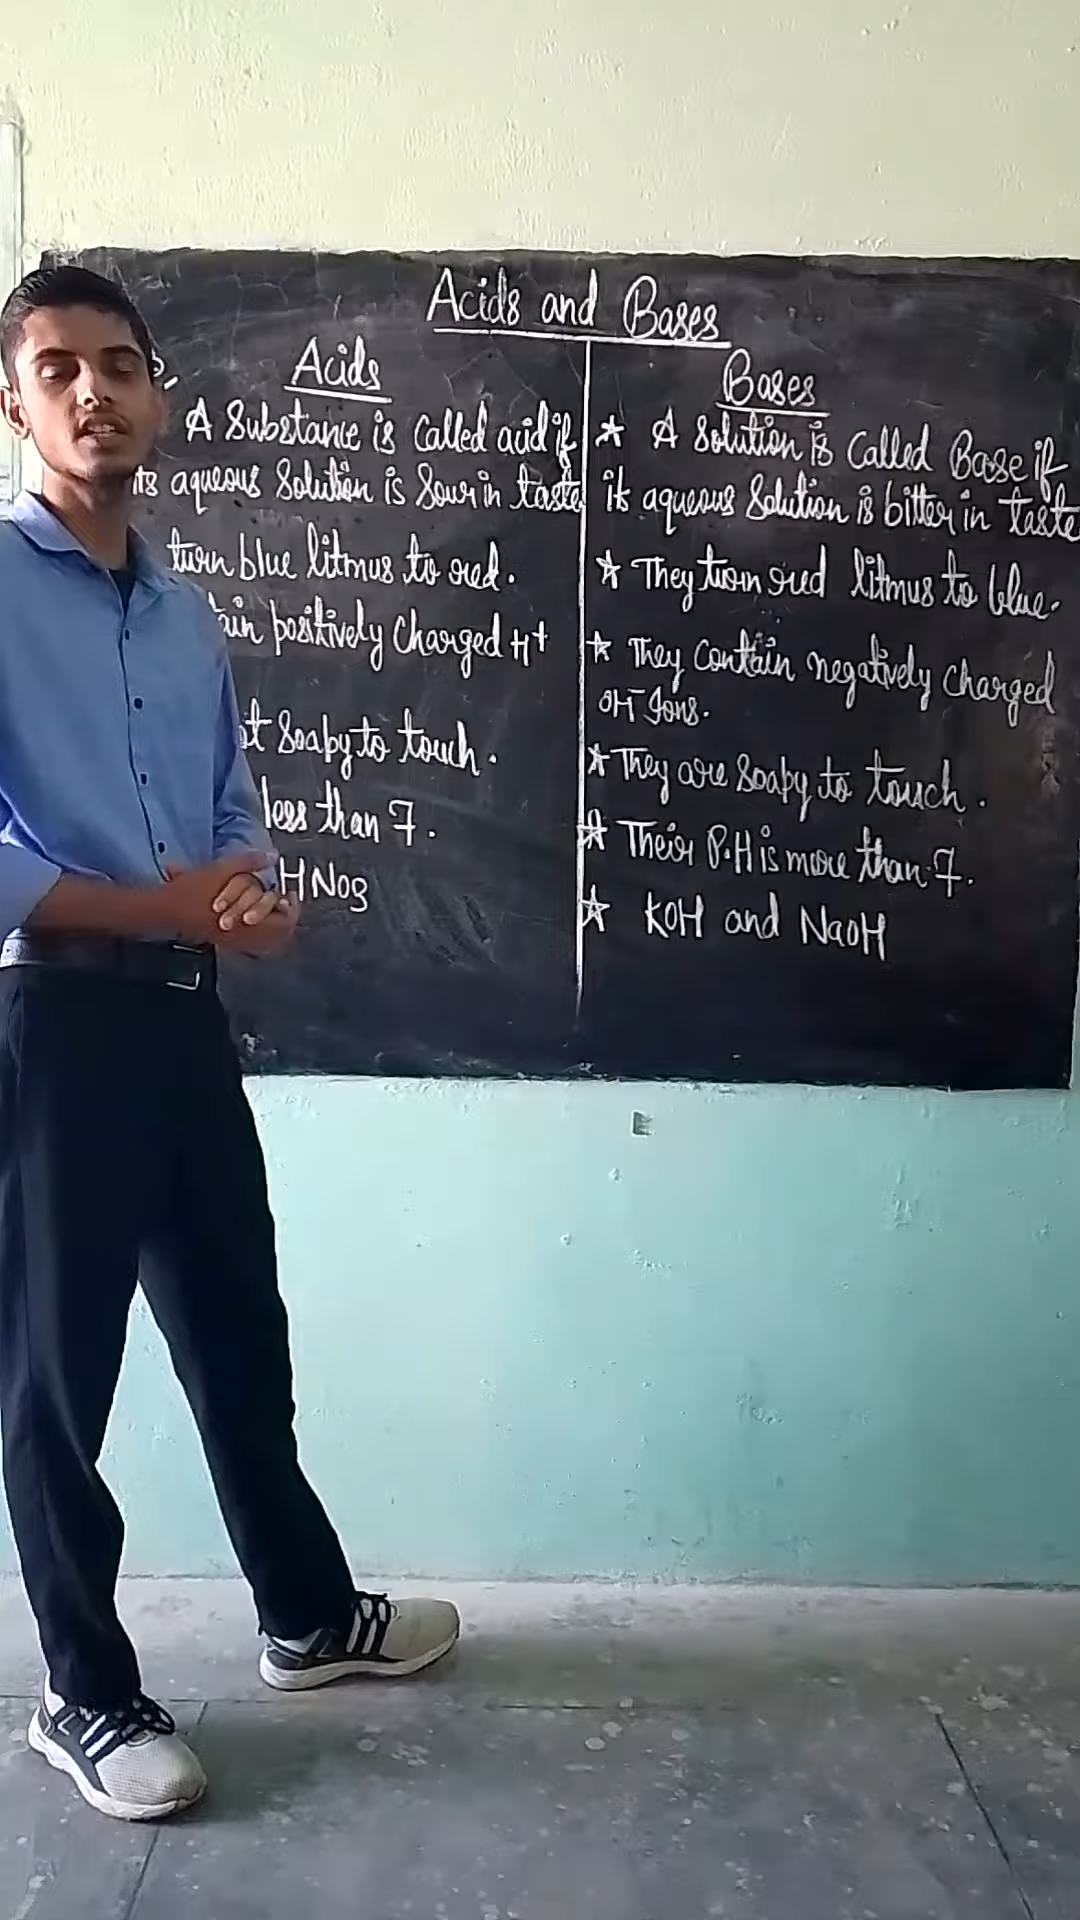 Acids and Bases
Acids
A Substance is Called acid if
its aqueous Solution is Sour in taste
turn blue litmus to red.
positively Charged H+
Soapy to touch.
less than 7.
HNO3
Bases
* A Solution is Called Base if
its aqueous Solution is bitter in taste
* They turn red litmus to blue.
* They Contain negatively charged
OH- Ions.
* They are Soapy to touch.
* Their P.H is more than 7.
* KOH and NaOH